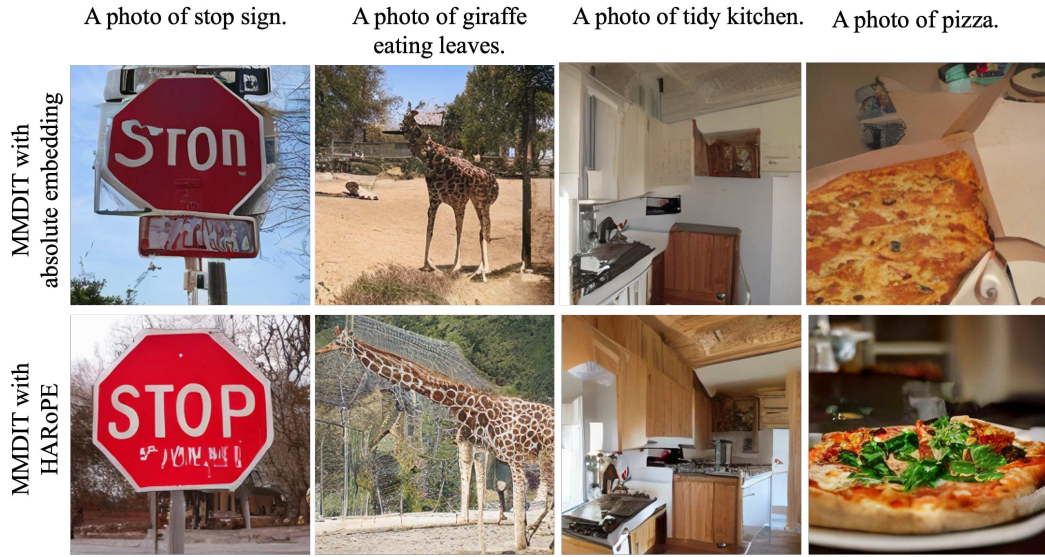 A photo of stop sign.
A photo of giraffe
eating leaves.
A photo of tidy kitchen.
A photo of pizza.
MMDIT with
absolute embedding
STOn
MMDIT with
HARoPE
STOP